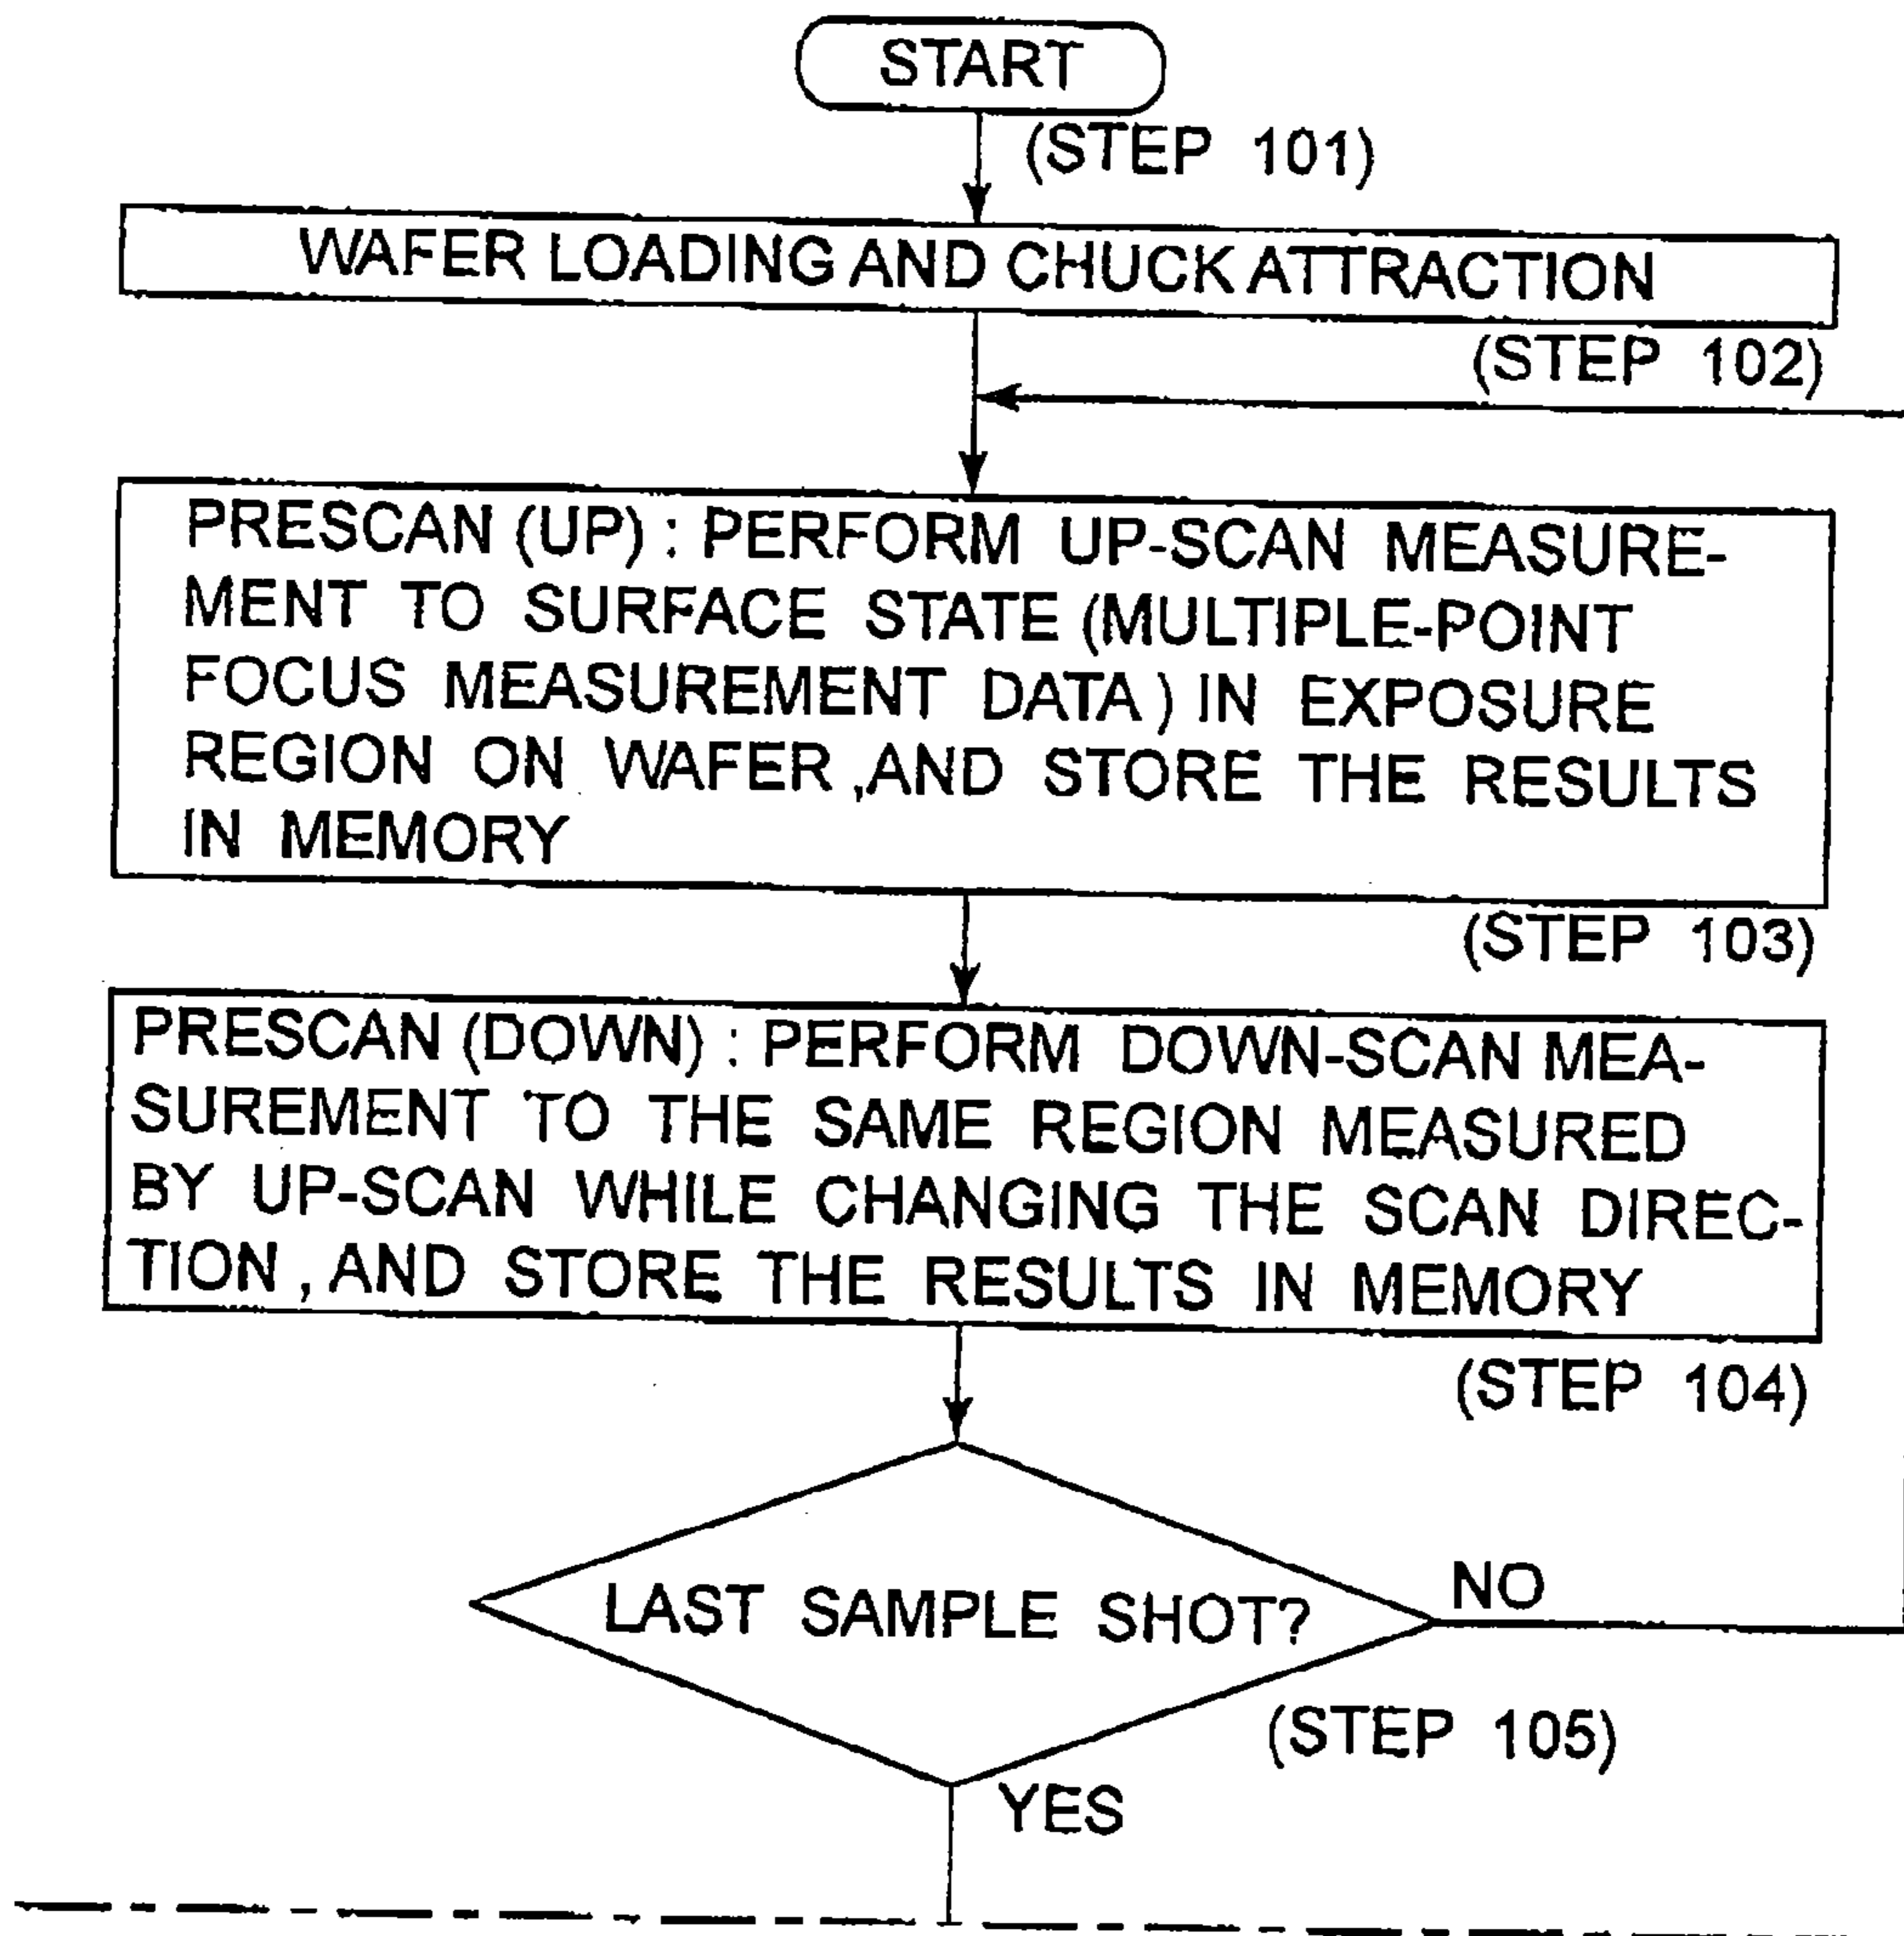 START
(STEP 101)
WAFER LOADING AND CHUCK ATTRACTION
(STEP 102)
PRESCAN (UP) : PERFORM UP-SCAN MEASURE-
MENT TO SURFACE STATE (MULTIPLE-POINT
FOCUS MEASUREMENT DATA) IN EXPOSURE
REGION ON WAFER, AND STORE THE RESULTS
IN MEMORY
(STEP 103)
PRESCAN (DOWN) : PERFORM DOWN-SCAN MEA-
SUREMENT TO THE SAME REGION MEASURED
BY UP-SCAN WHILE CHANGING THE SCAN DIREC-
TION, AND STORE THE RESULTS IN MEMORY
(STEP 104)
LAST SAMPLE SHOT?
NO
(STEP 105)
YES